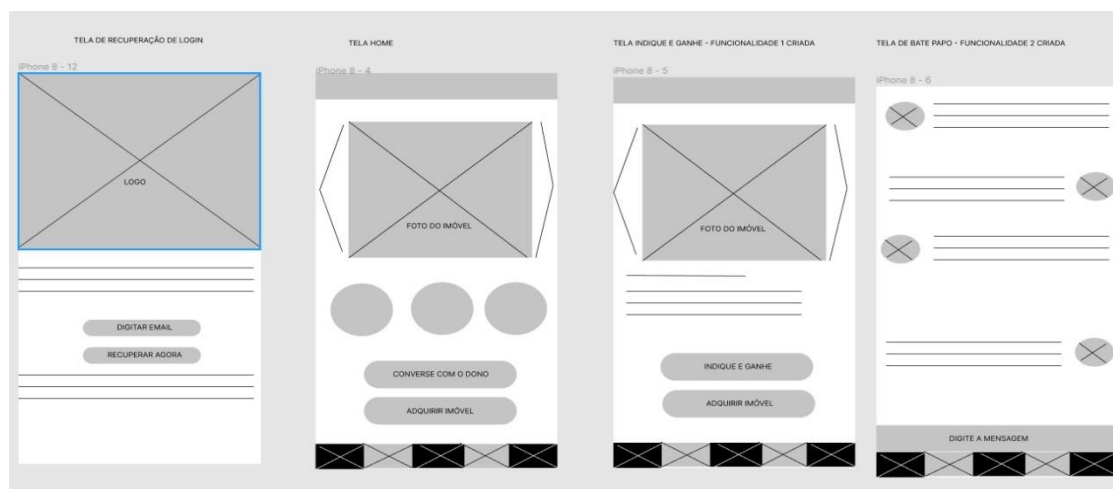 TELA DE RECUPERAÇÃO DE LOGIN
iPhone 8 - 12
LOGO
DIGITAR EMAIL
RECUPERAR AGORA
TELA HOME
iPhone 8 - 4
FOTO DO IMÓVEL
CONVERSE COM O DONO
ADQUIRIR IMÓVEL
TELA INDIQUE E GANHE - FUNCIONALIDADE 1 CRIADA
iPhone 8 - 5
FOTO DO IMÓVEL
INDIQUE E GANHE
ADQUIRIR IMÓVEL
TELA DE BATE PAPO - FUNCIONALIDADE 2 CRIADA
iPhone 8 - 6
DIGITE A MENSAGEM